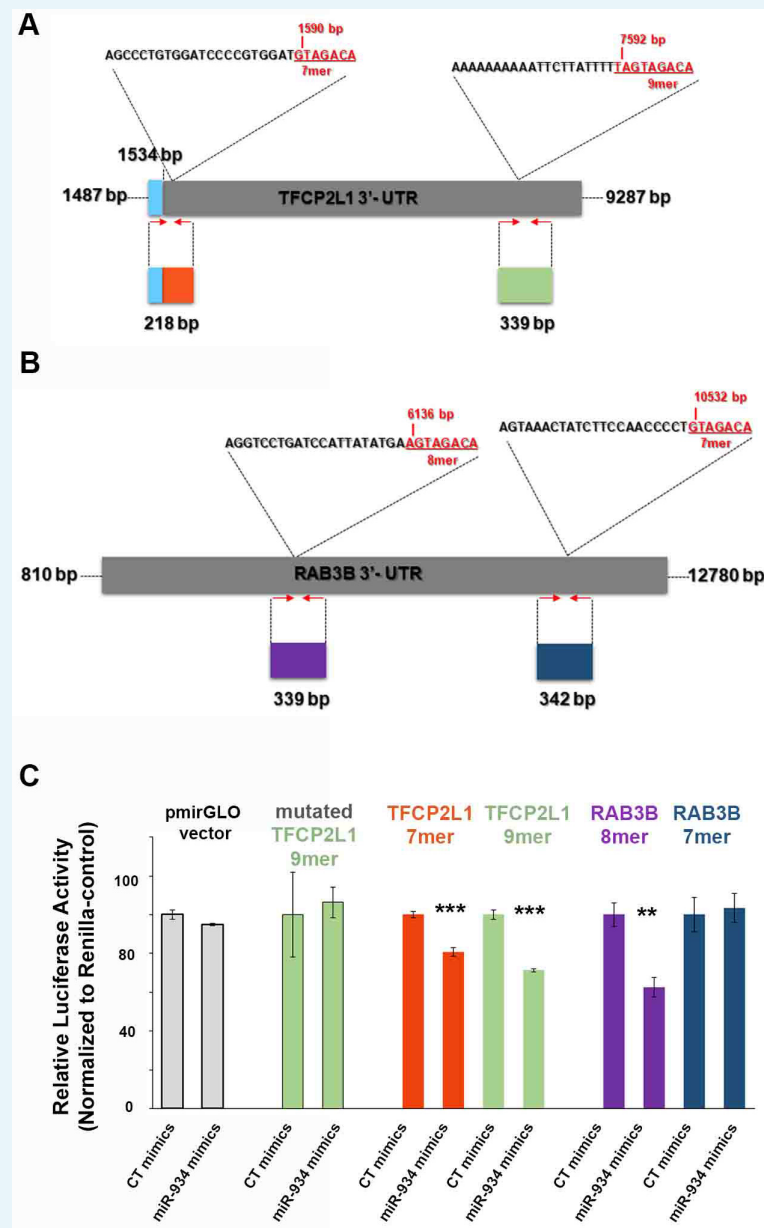 A
1590 bp
AGCCCTGTGGATCCCCGTGGATGTAGACA
7mer
7592 bp
AAAAAAAAAATTCTTATTTTTAGTAGACA
9mer
1534 bp
1487 bp
TFCP2L1 3'- UTR
9287 bp
218 bp
339 bp
B
6136 bp
AGGTCCTGATCCATTATATGAAGTAGACA
8mer
10532 bp
AGTAAACTATCTTCCAACCCCTGTAGACA
7mer
810 bp
RAB3B 3'- UTR
12780 bp
339 bp
342 bp
C
pmirGLO
vector
mutated
TFCP2L1
9mer
TFCP2L1
7mer
TFCP2L1
9mer
RAB3B
8mer
RAB3B
7mer
Relative Luciferase Activity
(Normalized to Renilla-control)
100
80
60
40
20
0
*** *** **
CT mimics
miR-934 mimics
CT mimics
miR-934 mimics
CT mimics
miR-934 mimics
CT mimics
miR-934 mimics
CT mimics
miR-934 mimics
CT mimics
miR-934 mimics